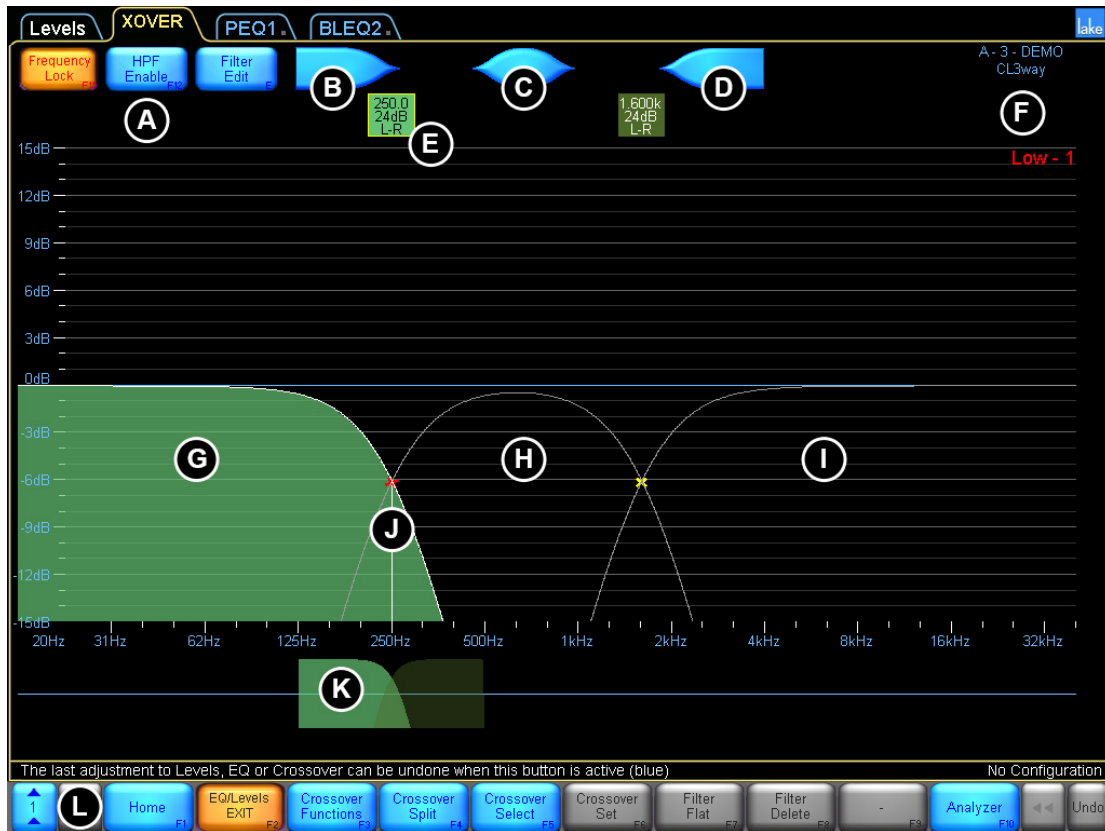 Levels XOVER PEQ1 BLEQ2 lake
Frequency Lock F11
HPF Enable F12
Filter Edit F
A - 3 - DEMO
CL3way
A
B
C
D
E
F
250.0
24dB
L-R
1.600k
24dB
L-R
Low - 1
15dB
12dB
9dB
6dB
3dB
0dB
-3dB
-6dB
-9dB
-12dB
-15dB
G
H
I
J
20Hz 31Hz 62Hz 125Hz 250Hz 500Hz 1kHz 2kHz 4kHz 8kHz 16kHz 32kHz
K
The last adjustment to Levels, EQ or Crossover can be undone when this button is active (blue) No Configuration
1
L
Home F1
EQ/Levels EXIT F2
Crossover Functions F3
Crossover Split F4
Crossover Select F5
Crossover Set F6
Filter Flat F7
Filter Delete F8
- F9
Analyzer F10
Undo